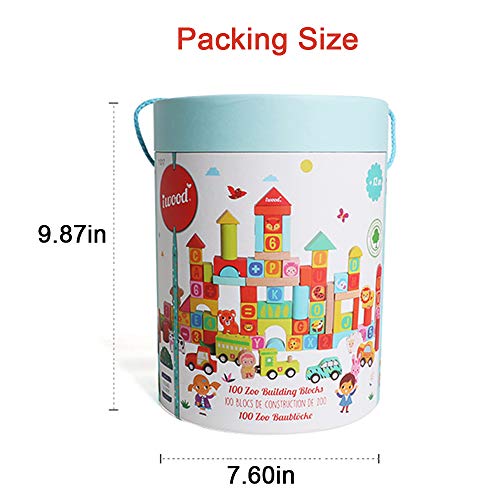 Packing Size
iwood.
iwood.
9.87in
100 Zoo Building Blocks
100 BLOCS DE CONSTRUCTION DE ZOO
100 Zoo Baublöcke
7.60in